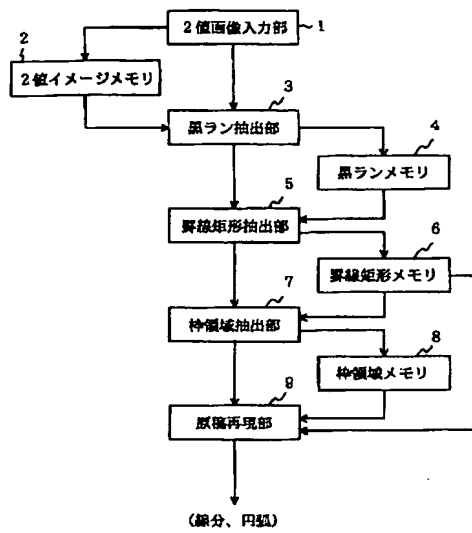 2値画像入力部
1
2
2値イメージメモリ
3
黒ラン抽出部
4
黒ランメモリ
5
罫線矩形抽出部
6
罫線矩形メモリ
7
枠領域抽出部
8
枠領域メモリ
9
原稿再現部
(線分、円弧)